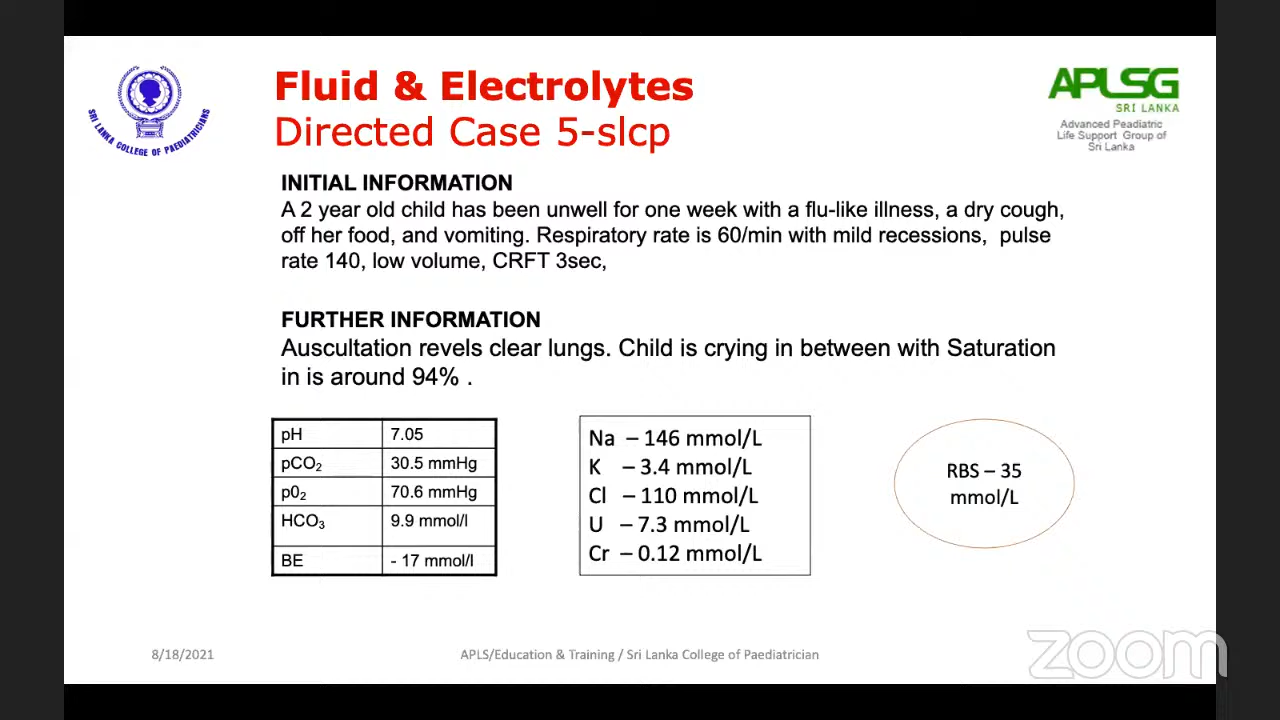 SRI LANKA COLLEGE OF PAEDIATRICIANS
Fluid & Electrolytes
Directed Case 5-slcp
APLSG
SRI LANKA
Advanced Peadiatric
Life Support Group of
Sri Lanka
INITIAL INFORMATION
A 2 year old child has been unwell for one week with a flu-like illness, a dry cough,
off her food, and vomiting. Respiratory rate is 60/min with mild recessions, pulse
rate 140, low volume, CRFT 3sec,
FURTHER INFORMATION
Auscultation revels clear lungs. Child is crying in between with Saturation
in is around 94% .
pH 7.05
pCO₂ 30.5 mmHg
p0₂ 70.6 mmHg
HCO₃ 9.9 mmol/l
BE - 17 mmol/l
Na – 146 mmol/L
K – 3.4 mmol/L
Cl – 110 mmol/L
U – 7.3 mmol/L
Cr – 0.12 mmol/L
RBS – 35
mmol/L
8/18/2021
APLS/Education & Training / Sri Lanka College of Paediatrician
zoom